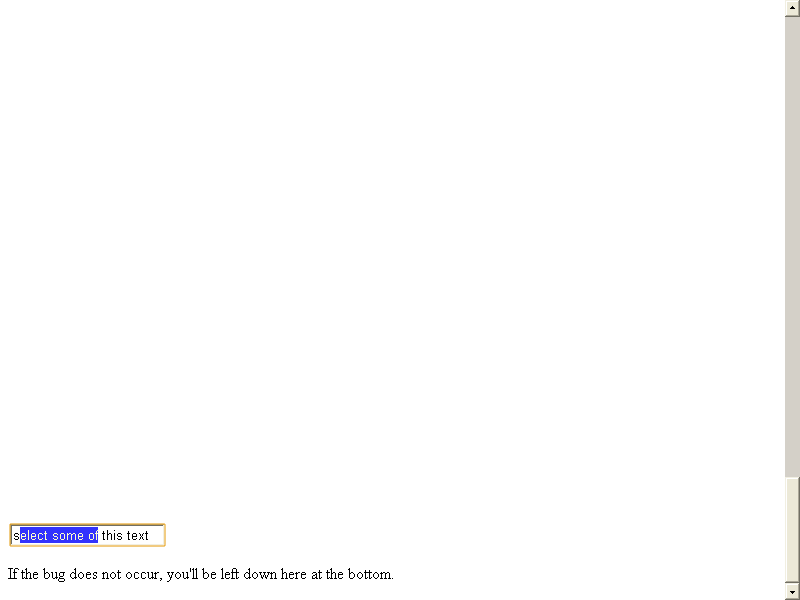 select some of this text
If the bug does not occur, you'll be left down here at the bottom.